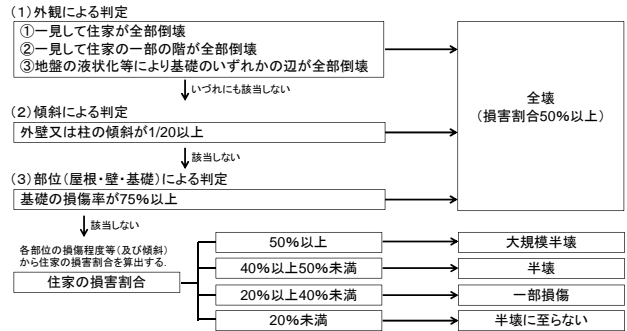 (1)外観による判定
①一見して住家が全部倒壊
②一見して住家の一部の階が全部倒壊
③地盤の液状化等により基礎のいずれかの辺が全部倒壊
いづれにも該当しない
全壊
(損害割合50%以上)
(2)傾斜による判定
外壁又は柱の傾斜が1/20以上
該当しない
(3)部位(屋根・壁・基礎)による判定
基礎の損傷率が75%以上
該当しない
各部位の損傷程度等(及び傾斜)
から住家の損害割合を算出する.
住家の損害割合
50%以上
大規模半壊
40%以上50%未満
半壊
20%以上40%未満
一部損傷
20%未満
半壊に至らない